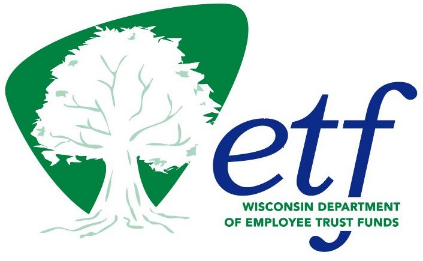 etf
WISCONSIN DEPARTMENT
OF EMPLOYEE TRUST FUNDS